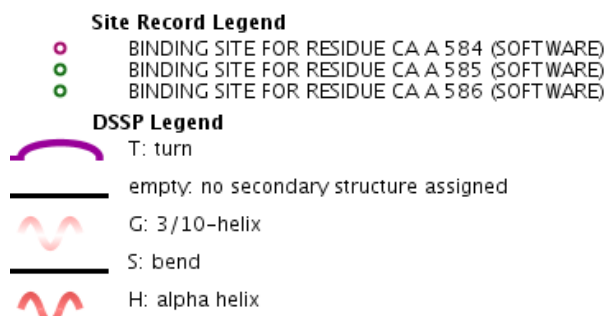 Site Record Legend
BINDING SITE FOR RESIDUE CA A 584 (SOFTWARE)
BINDING SITE FOR RESIDUE CA A 585 (SOFTWARE)
BINDING SITE FOR RESIDUE CA A 586 (SOFTWARE)
DSSP Legend
T: turn
empty: no secondary structure assigned
G: 3/10-helix
S: bend
H: alpha helix